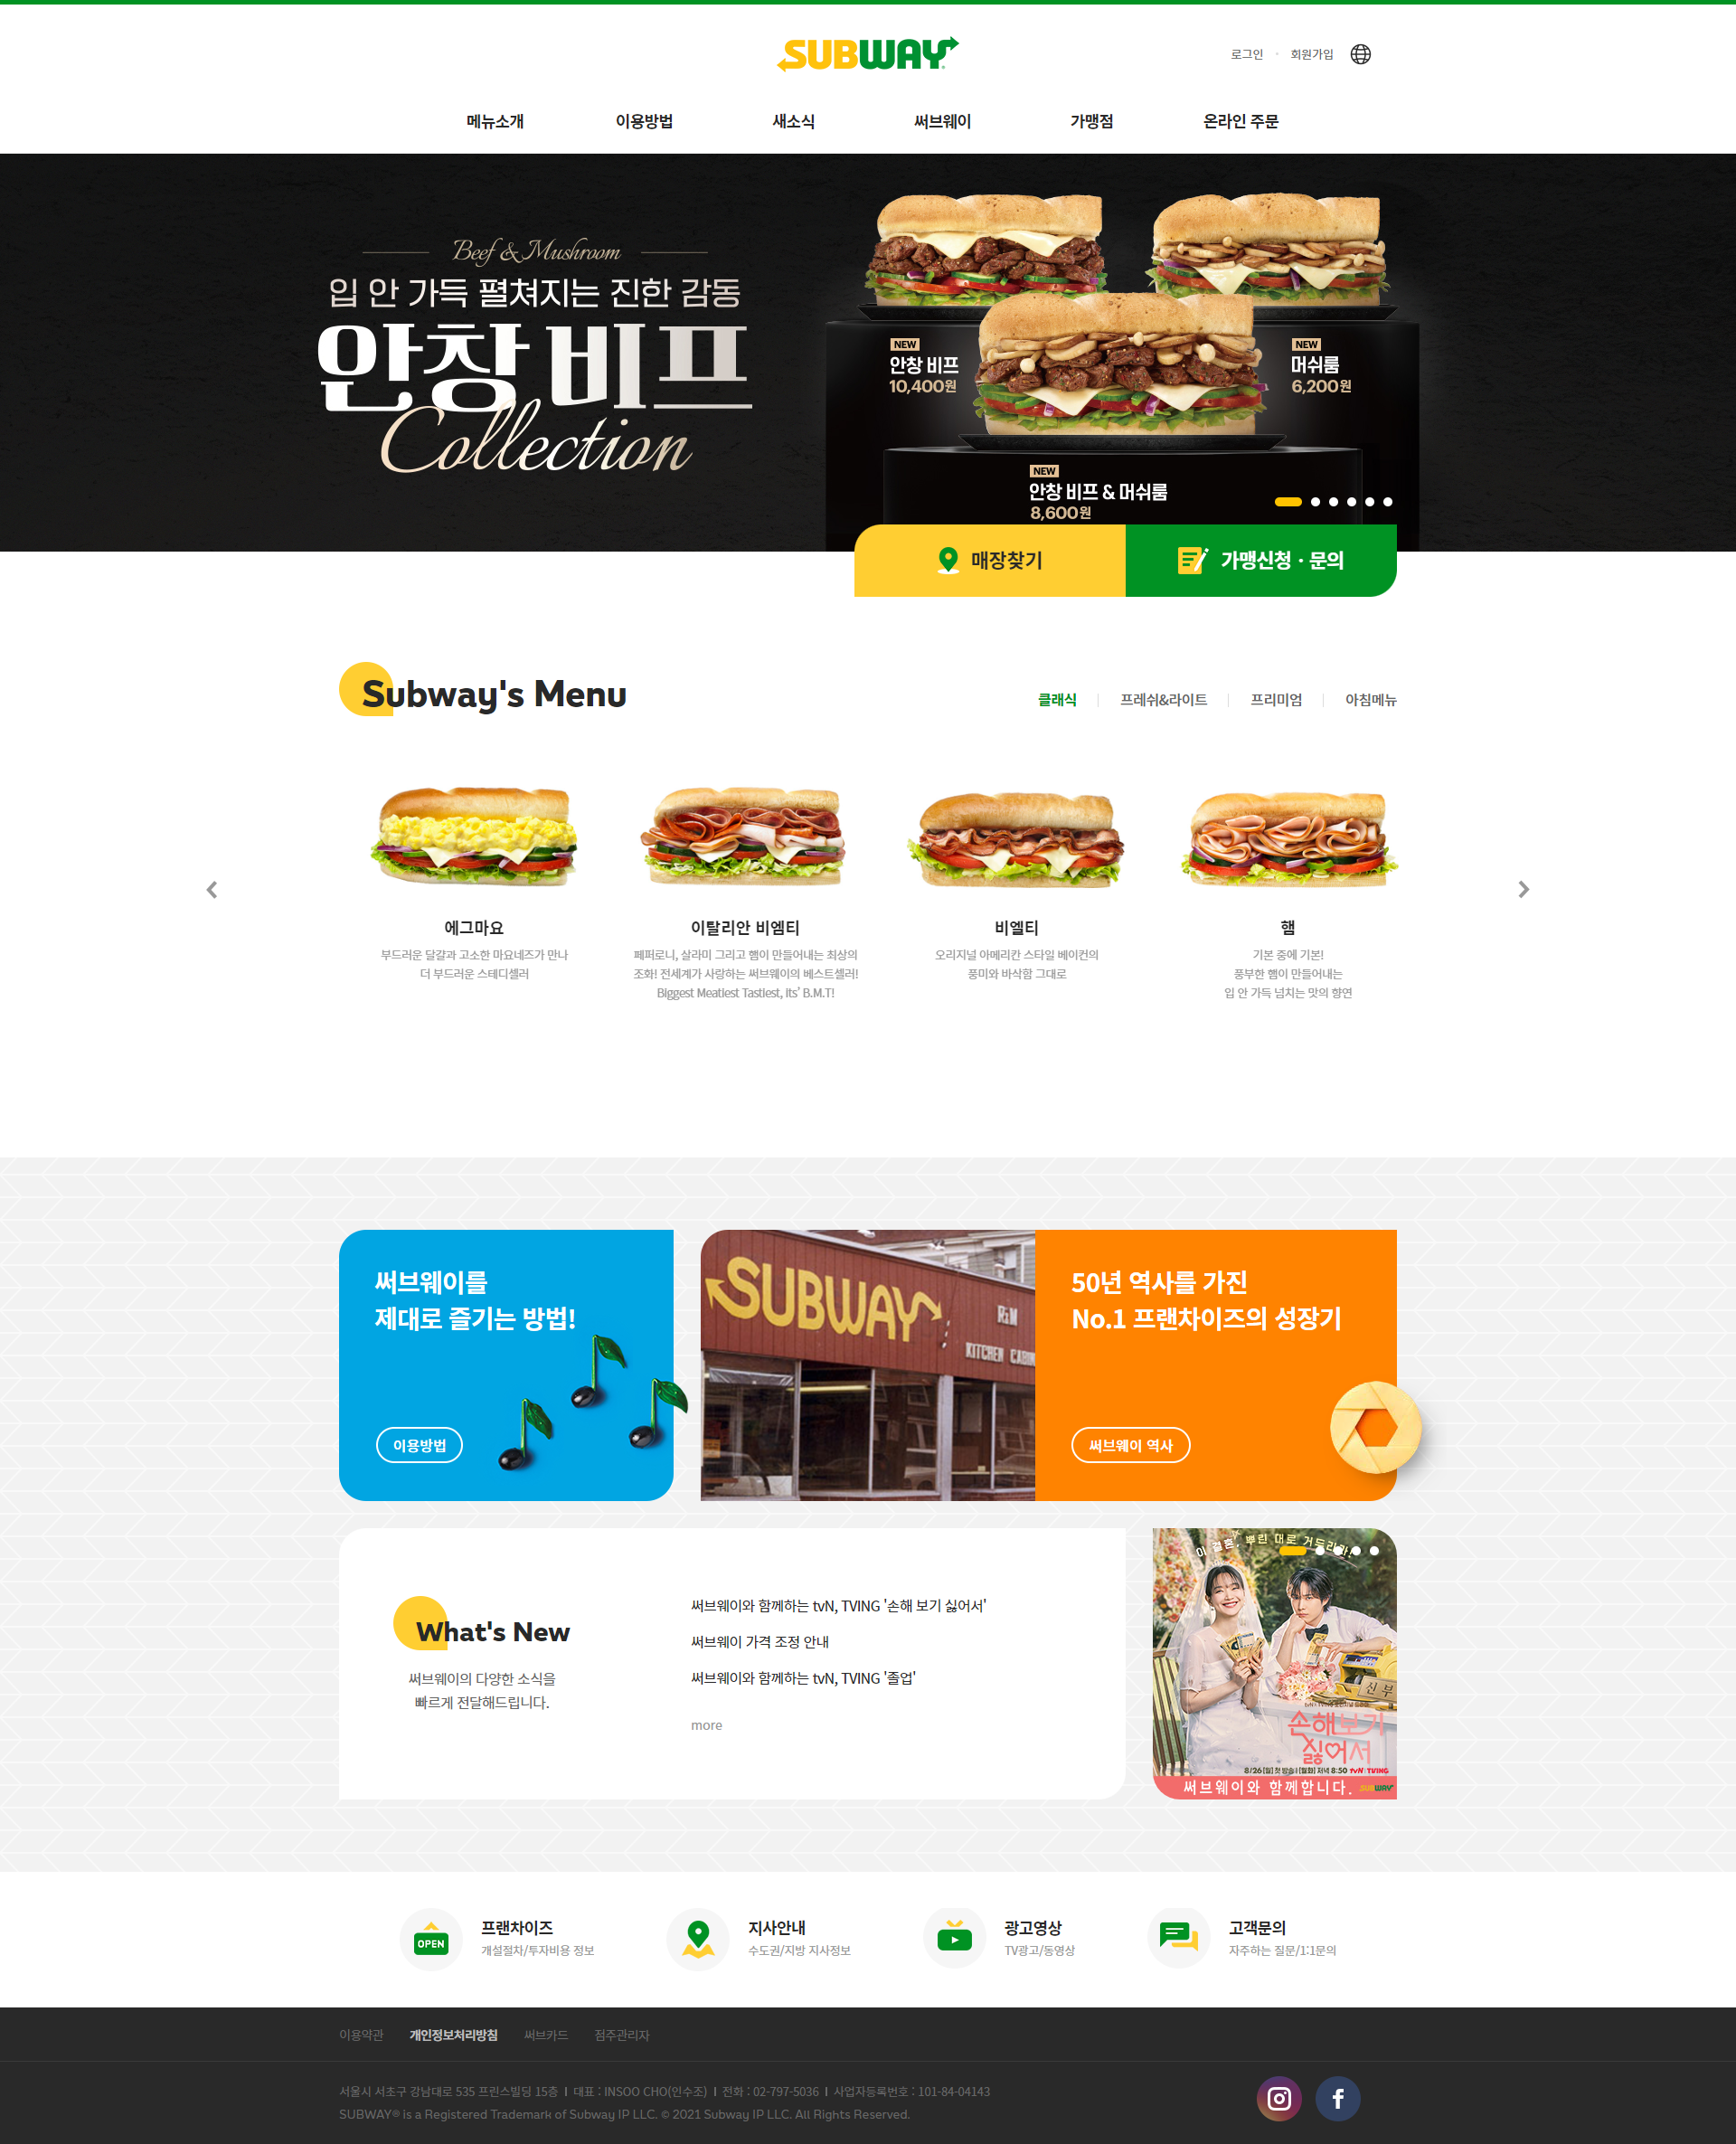 SUBWAY
로그인 · 회원가입
메뉴소개 이용방법 새소식 써브웨이 가맹점 온라인 주문
Beef & Mushroom
입 안 가득 펼쳐지는 진한 감동
안창 비프
Collection
NEW
안창 비프
10,400원
NEW
머쉬룸
6,200원
NEW
안창 비프 & 머쉬룸
8,600원
매장찾기
가맹신청 · 문의
Subway's Menu
클래식 프레쉬&라이트 프리미엄 아침메뉴
에그마요
부드러운 달걀과 고소한 마요네즈가 만나
더 부드러운 스테디셀러
이탈리안 비엠티
페퍼로니, 살라미 그리고 햄이 만들어내는 최상의
조화! 전세계가 사랑하는 써브웨이의 베스트셀러!
Biggest Meatiest Tastiest, its' B.M.T!
비엘티
오리지널 아메리칸 스타일 베이컨의
풍미와 바삭함 그대로
햄
기본 중에 기본!
풍부한 햄이 만들어내는
입 안 가득 넘치는 맛의 향연
써브웨이를
제대로 즐기는 방법!
이용방법
SUBWAY
R&M
KITCHEN CABIN
50년 역사를 가진
No.1 프랜차이즈의 성장기
써브웨이 역사
What's New
써브웨이의 다양한 소식을
빠르게 전달해드립니다.
써브웨이와 함께하는 tvN, TVING '손해 보기 싫어서'
써브웨이 가격 조정 안내
써브웨이와 함께하는 tvN, TVING '졸업'
more
이 결혼, 뿌린 대로 거두리라!
신부
손해 보기
싫어서
8/26[월] 첫 방송 | [월화] 저녁 8:50 tvN TVING
써브웨이와 함께합니다. SUBWAY
OPEN
프랜차이즈
개설절차/투자비용 정보
지사안내
수도권/지방 지사정보
광고영상
TV광고/동영상
고객문의
자주하는 질문/1:1문의
이용약관 개인정보처리방침 써브카드 점주관리자
서울시 서초구 강남대로 535 프린스빌딩 15층 | 대표 : INSOO CHO(인수조) | 전화 : 02-797-5036 | 사업자등록번호 : 101-84-04143
SUBWAY® is a Registered Trademark of Subway IP LLC. © 2021 Subway IP LLC. All Rights Reserved.